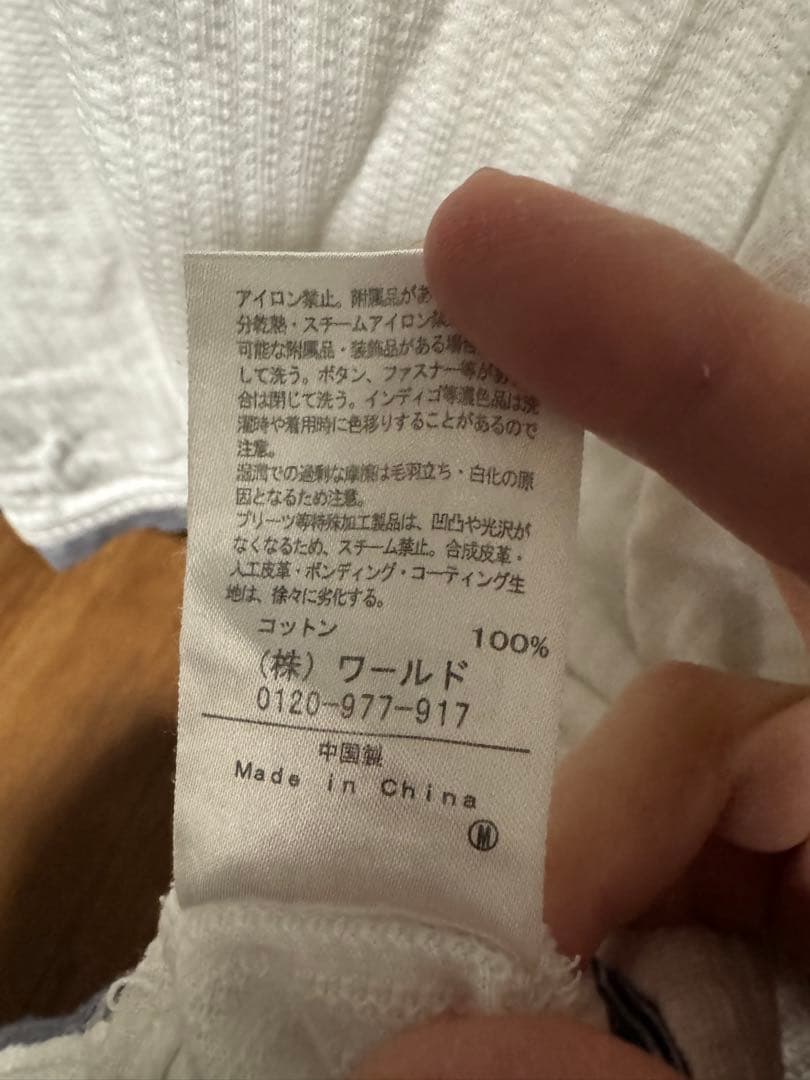 アイロン禁止。附属品があ
分乾熱・スチームアイロン禁
可能な附属品・装飾品がある場合
して洗う。ボタン、ファスナー等があ
合は閉じて洗う。インディゴ等濃色品は洗
濯時や着用時に色移りすることがあるので
注意。
湿潤での過剰な摩擦は毛羽立ち・白化の原
因となるため注意。
プリーツ等特殊加工製品は、凹凸や光沢が
なくなるため、スチーム禁止。合成皮革・
人工皮革・ボンディング・コーティング生
地は、徐々に劣化する。
コットン 100%
(株) ワールド
0120-977-917
中国製
Made in China
Ⓜ